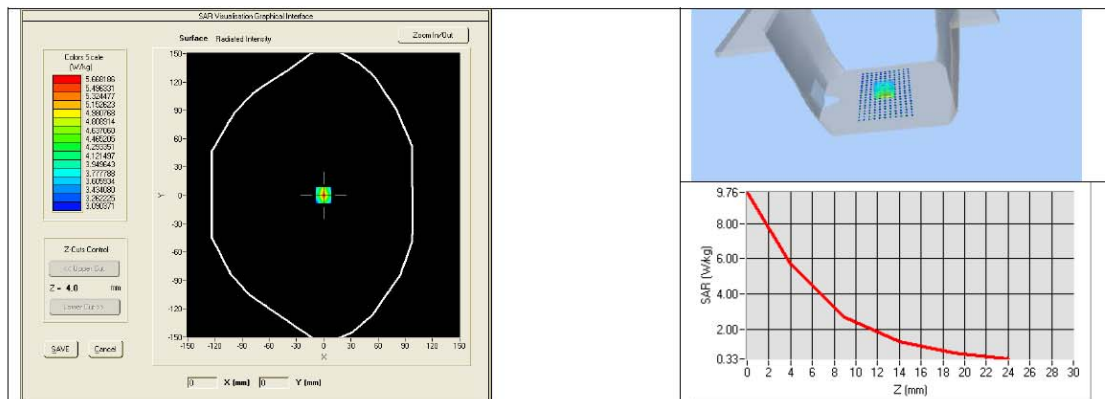 SAR Visualisation Graphical Interface
Surface Radiated Intensity
Zoom In/Out
Colors Scale
(W/kg)
5.668186
5.496331
5.324477
5.152623
4.980768
4.808914
4.637060
4.465205
4.293351
4.121497
3.949643
3.777788
3.605934
3.434080
3.262225
3.090371
Z-Cuts Control
<< Upper Cut
Z = 4.0 mm
Lower Cut >>
SAVE Cancel
150
120
90
60
30
0
-30
-60
-90
-120
-150
Y
-150 -120 -90 -60 -30 0 30 60 90 120 150
X
0 X (mm) 0 Y (mm)
9.76
8.00
6.00
4.00
2.00
0.33
SAR (W/kg)
0 2 4 6 8 10 12 14 16 18 20 22 24 26 28 30
Z (mm)